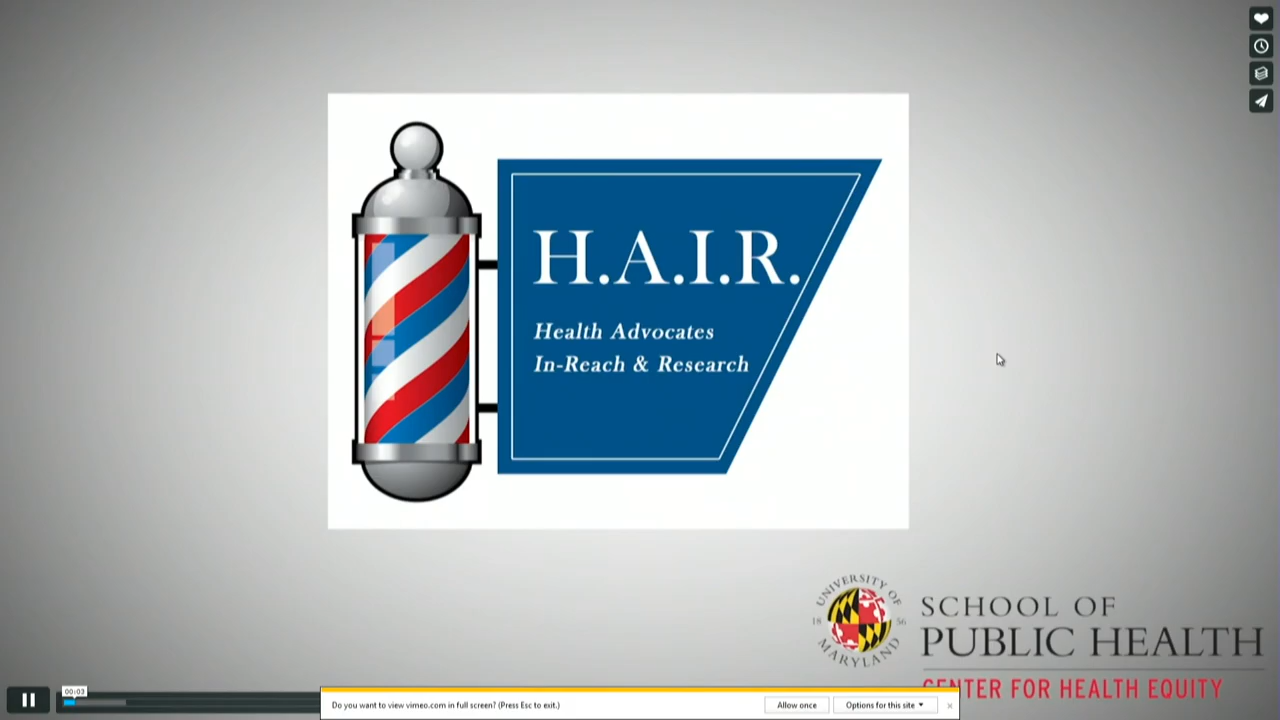 H.A.I.R.
Health Advocates
In-Reach & Research
UNIVERSITY OF
18 56
MARYLAND
SCHOOL OF
PUBLIC HEALTH
CENTER FOR HEALTH EQUITY
00:03
Do you want to view vimeo.com in full screen? (Press Esc to exit.)
Allow once
Options for this site